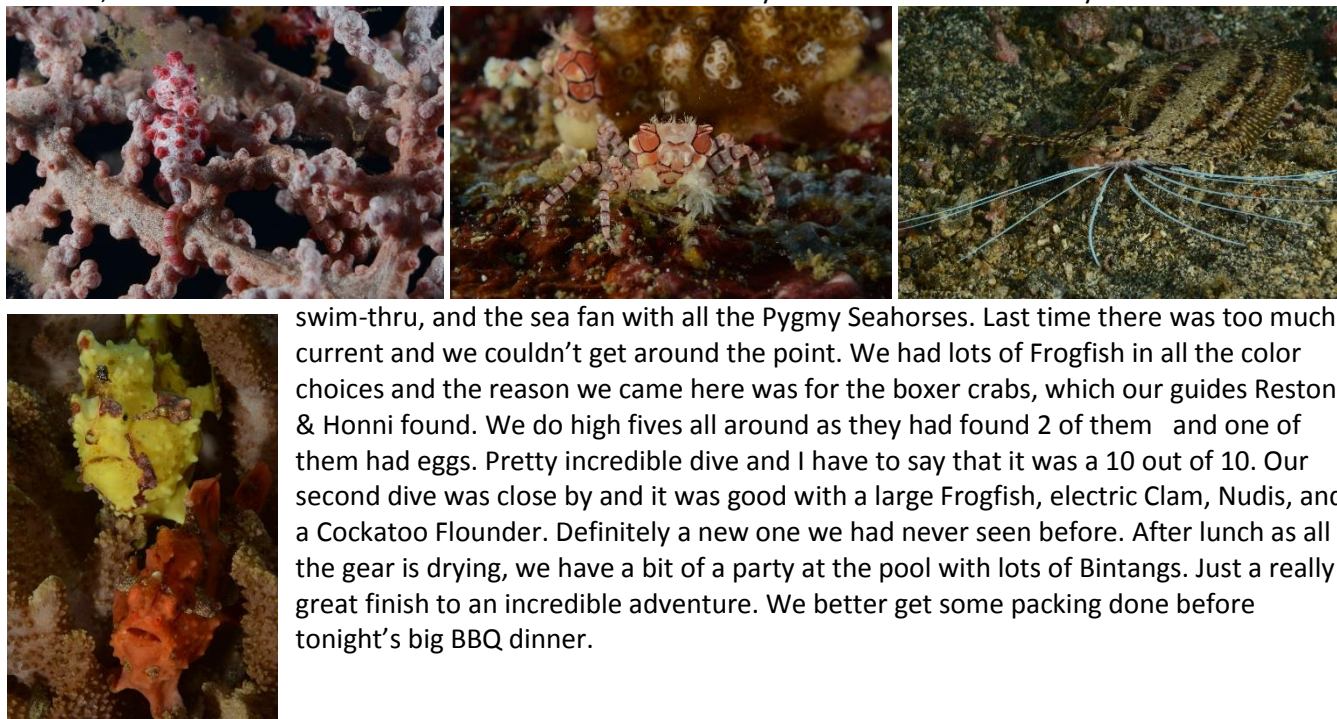 swim-thru, and the sea fan with all the Pygmy Seahorses. Last time there was too much
current and we couldn’t get around the point. We had lots of Frogfish in all the color
choices and the reason we came here was for the boxer crabs, which our guides Reston
& Honni found. We do high fives all around as they had found 2 of them   and one of
them had eggs. Pretty incredible dive and I have to say that it was a 10 out of 10. Our
second dive was close by and it was good with a large Frogfish, electric Clam, Nudis, and
a Cockatoo Flounder. Definitely a new one we had never seen before. After lunch as all
the gear is drying, we have a bit of a party at the pool with lots of Bintangs. Just a really
great finish to an incredible adventure. We better get some packing done before
tonight’s big BBQ dinner.